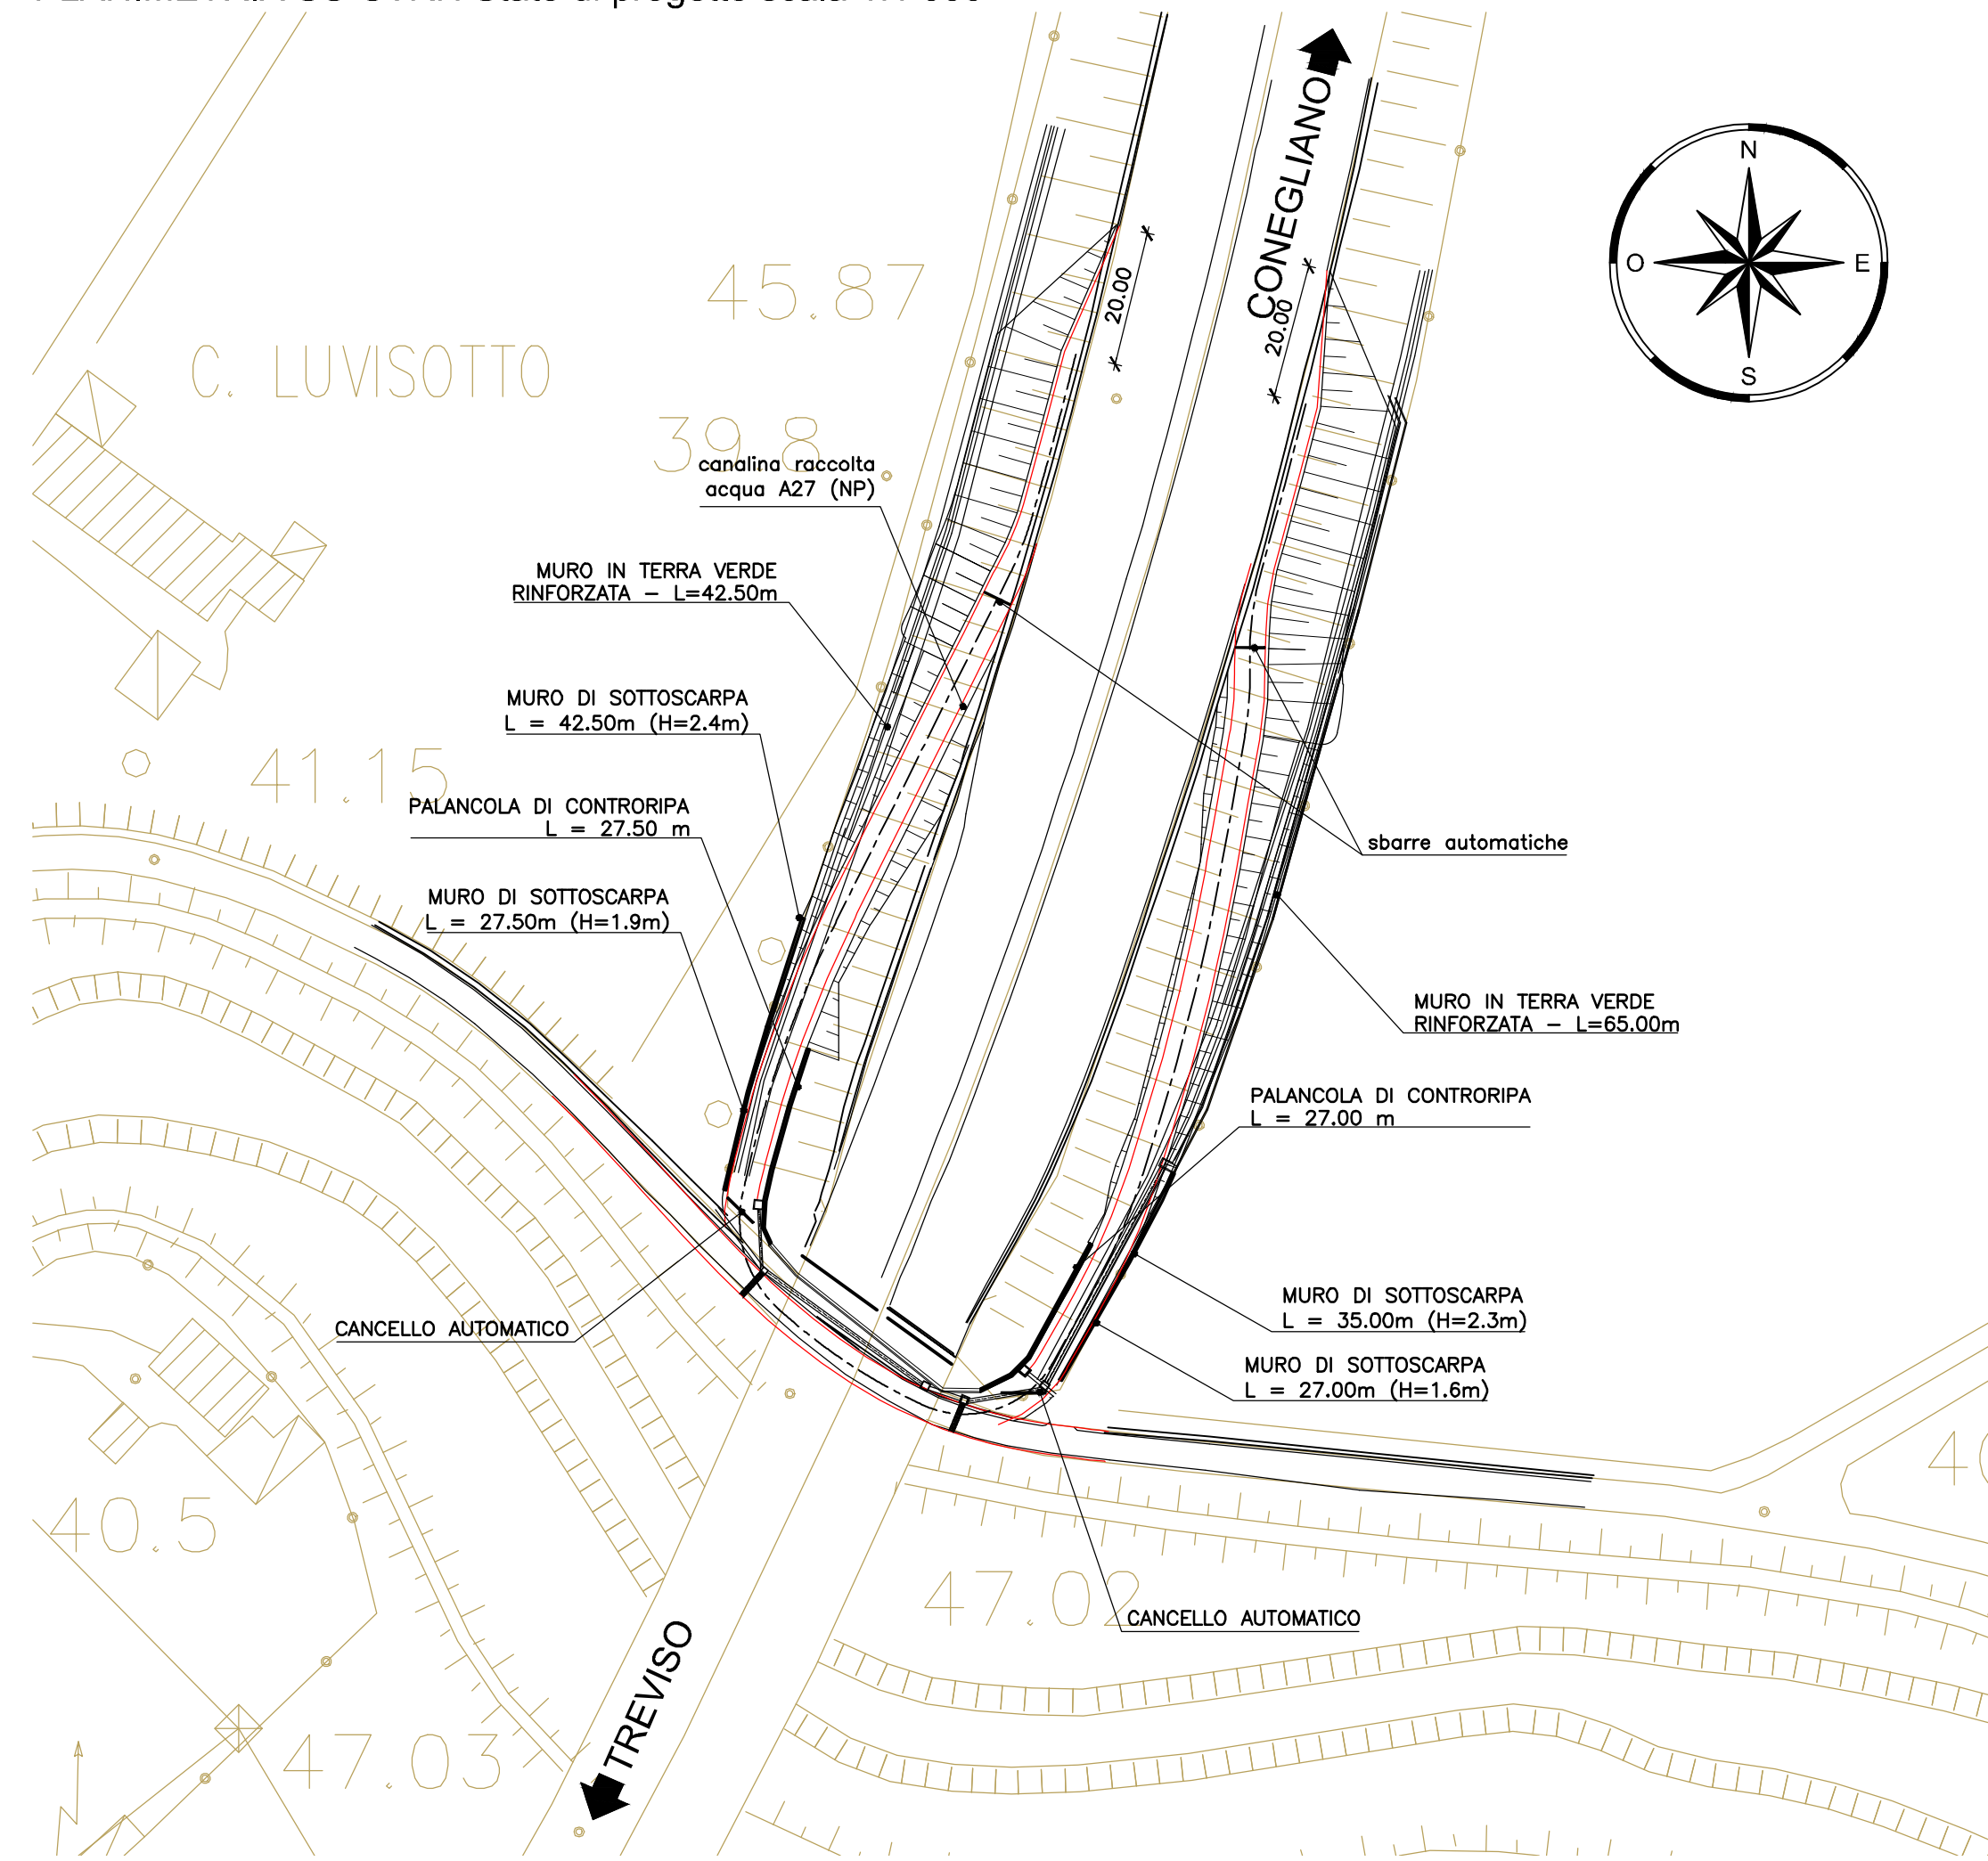 CONEGLIANO
N
O
E
S
45.87
20.00
20.00
C. LUVISOTTO
39.8
canalina raccolta
acqua A27 (NP)
MURO IN TERRA VERDE
RINFORZATA - L=42.50m
MURO DI SOTTOSCARPA
L = 42.50m (H=2.4m)
41.15
PALANCOLA DI CONTRORIPA
L = 27.50 m
sbarre automatiche
MURO DI SOTTOSCARPA
L = 27.50m (H=1.9m)
MURO IN TERRA VERDE
RINFORZATA - L=65.00m
PALANCOLA DI CONTRORIPA
L = 27.00 m
MURO DI SOTTOSCARPA
L = 35.00m (H=2.3m)
CANCELLO AUTOMATICO
MURO DI SOTTOSCARPA
L = 27.00m (H=1.6m)
40.5
47.02
CANCELLO AUTOMATICO
TREVISO
47.03